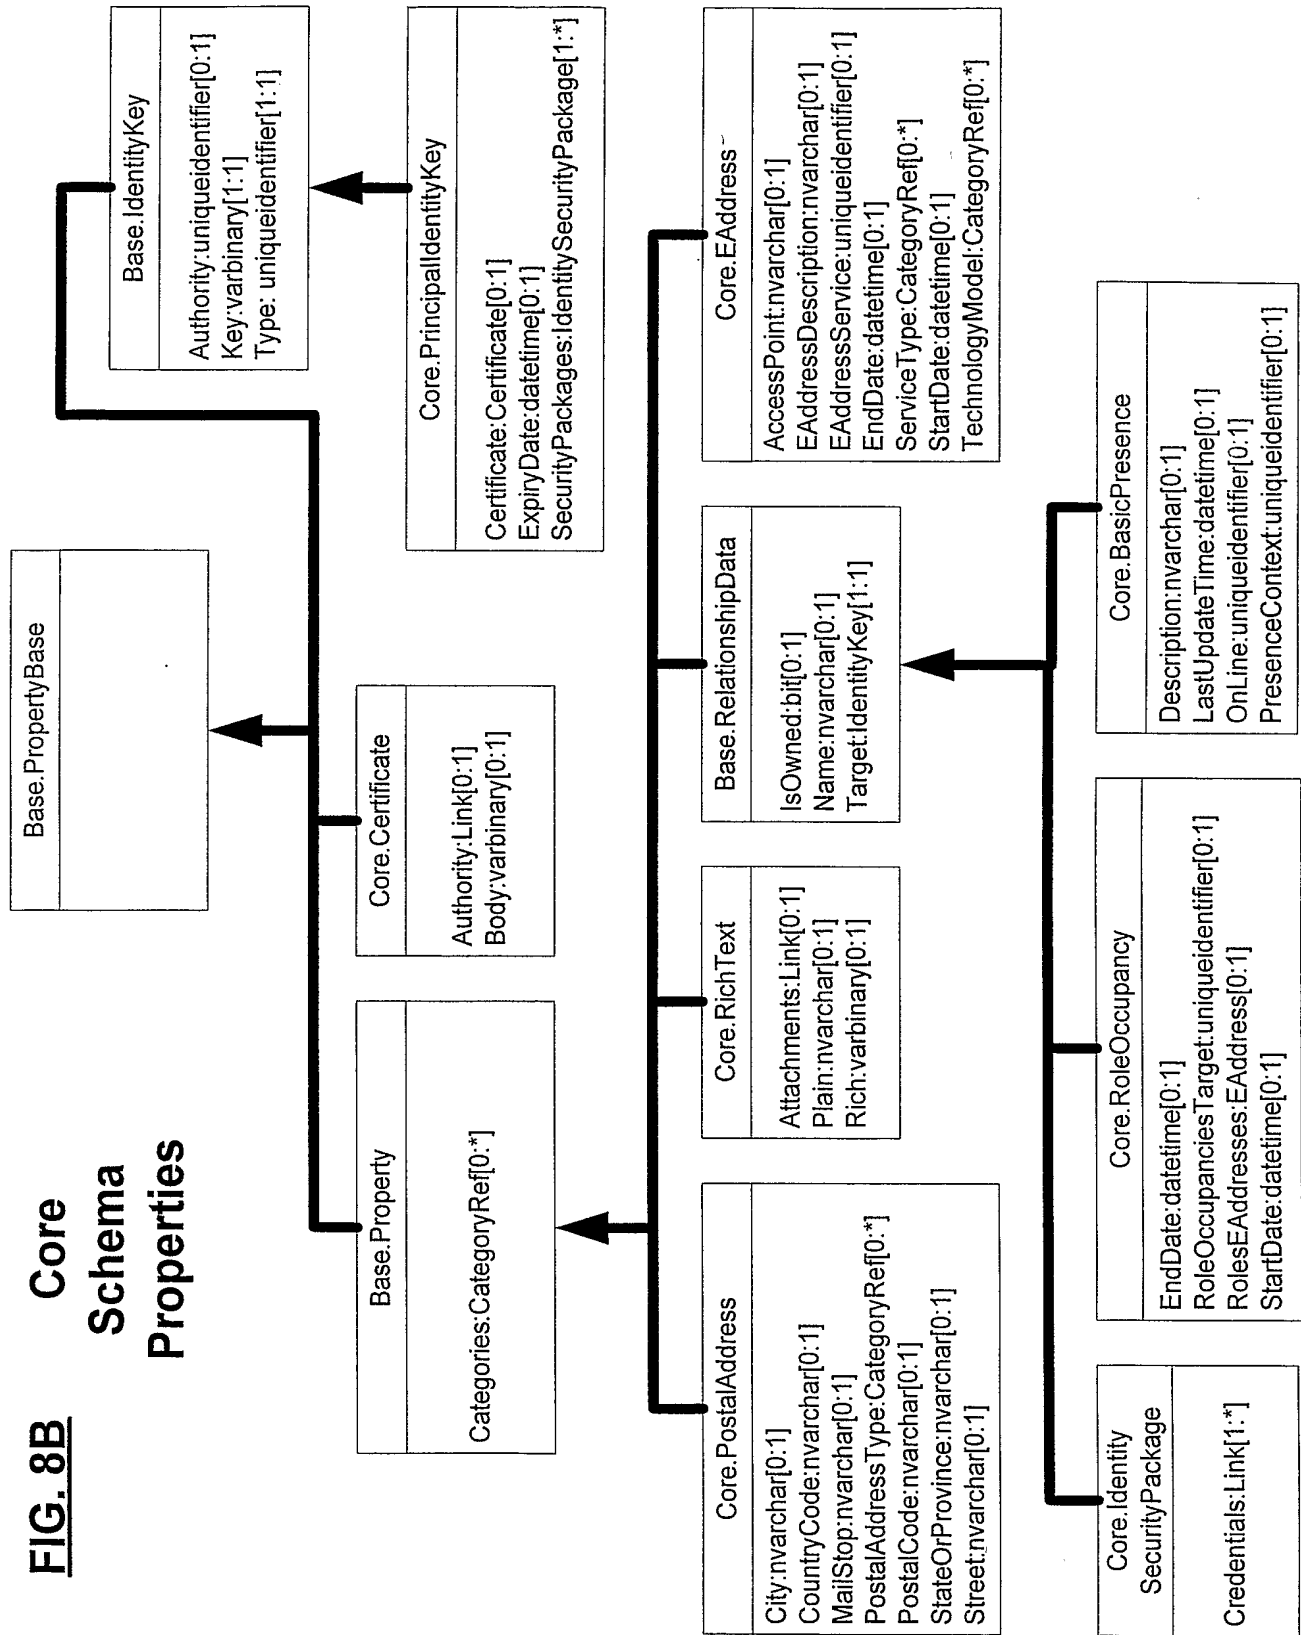 FIG. 8B
Core
Schema
Properties
Base.PropertyBase
Base.Property
Categories:CategoryRef[0:*]
Core.Certificate
Authority:Link[0:1]
Body:varbinary[0:1]
Base.IdentityKey
Authority:uniqueidentifier[0:1]
Key:varbinary[1:1]
Type: uniqueidentifier[1:1]
Core.PrincipalIdentityKey
Certificate:Certificate[0:1]
ExpiryDate:datetime[0:1]
SecurityPackages:IdentitySecurityPackage[1:*]
Core.PostalAddress
City:nvarchar[0:1]
CountryCode:nvarchar[0:1]
MailStop:nvarchar[0:1]
PostalAddressType:CategoryRef[0:*]
PostalCode:nvarchar[0:1]
StateOrProvince:nvarchar[0:1]
Street:nvarchar[0:1]
Core.RichText
Attachments:Link[0:1]
Plain:nvarchar[0:1]
Rich:varbinary[0:1]
Base.RelationshipData
IsOwned:bit[0:1]
Name:nvarchar[0:1]
Target:IdentityKey[1:1]
Core.EAddress
AccessPoint:nvarchar[0:1]
EAddressDescription:nvarchar[0:1]
EAddressService:uniqueidentifier[0:1]
EndDate:datetime[0:1]
ServiceType:CategoryRef[0:*]
StartDate:datetime[0:1]
TechnologyModel:CategoryRef[0:*]
Core.Identity
SecurityPackage
Credentials:Link[1:*]
Core.RoleOccupancy
EndDate:datetime[0:1]
RoleOccupanciesTarget:uniqueidentifier[0:1]
RolesEAddresses:EAddress[0:1]
StartDate:datetime[0:1]
Core.BasicPresence
Description:nvarchar[0:1]
LastUpdateTime:datetime[0:1]
OnLine:uniqueidentifier[0:1]
PresenceContext:uniqueidentifier[0:1]